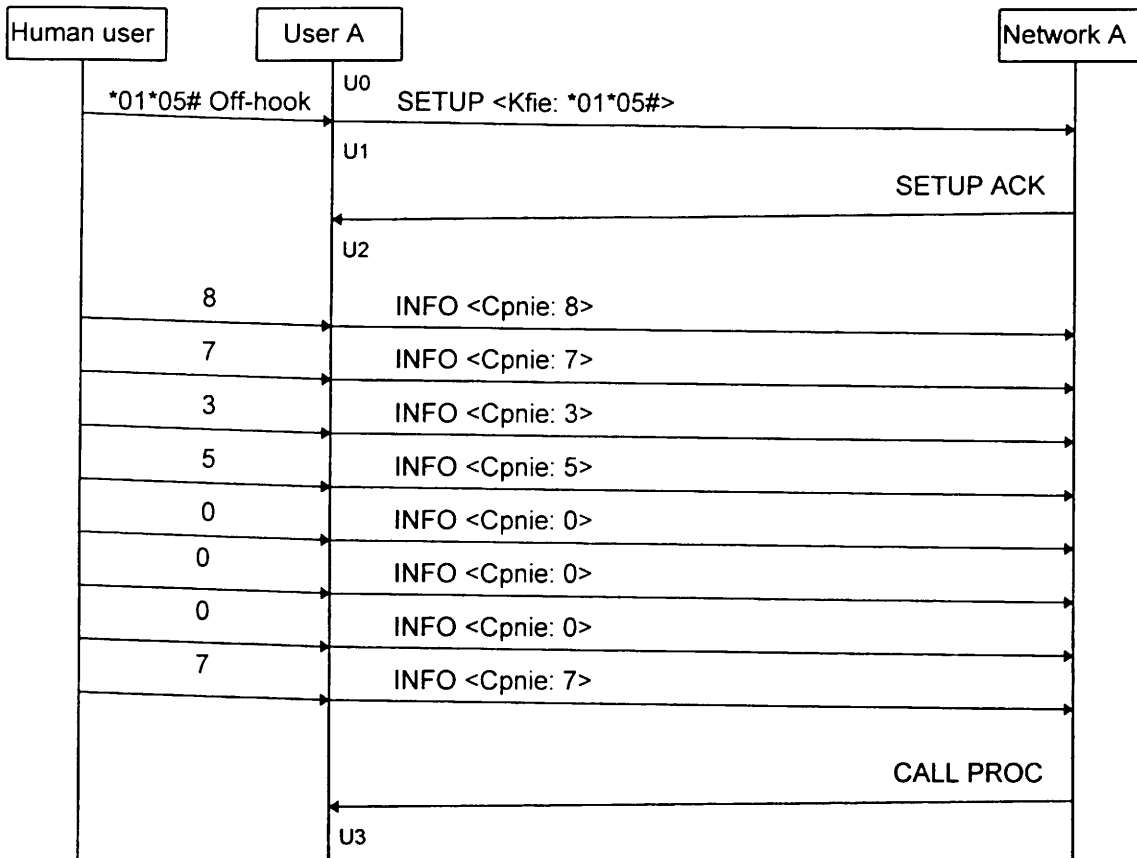 Human user
User A
Network A
U0
*01*05# Off-hook
SETUP <Kfie: *01*05#>
U1
SETUP ACK
U2
8
INFO <Cpnie: 8>
7
INFO <Cpnie: 7>
3
INFO <Cpnie: 3>
5
INFO <Cpnie: 5>
0
INFO <Cpnie: 0>
0
INFO <Cpnie: 0>
0
INFO <Cpnie: 0>
7
INFO <Cpnie: 7>
CALL PROC
U3